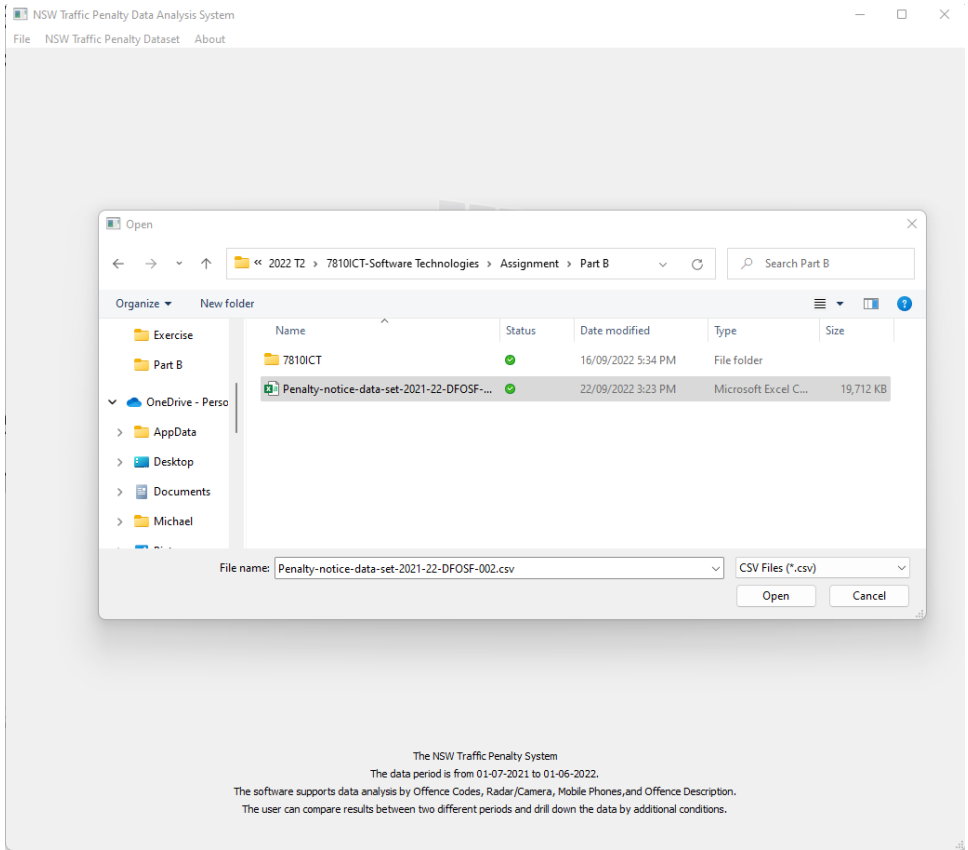 NSW Traffic Penalty Data Analysis System
File NSW Traffic Penalty Dataset About
Open
« 2022 T2 › 7810ICT-Software Technologies › Assignment › Part B
Search Part B
Organize New folder
Name Status Date modified Type Size
Exercise
Part B
OneDrive - Perso
AppData
Desktop
Documents
Michael
7810ICT 16/09/2022 5:34 PM File folder
Penalty-notice-data-set-2021-22-DFOSF-... 22/09/2022 3:23 PM Microsoft Excel C... 19,712 KB
File name: Penalty-notice-data-set-2021-22-DFOSF-002.csv CSV Files (*.csv)
Open Cancel
The NSW Traffic Penalty System
The data period is from 01-07-2021 to 01-06-2022.
The software supports data analysis by Offence Codes, Radar/Camera, Mobile Phones,and Offence Description.
The user can compare results between two different periods and drill down the data by additional conditions.